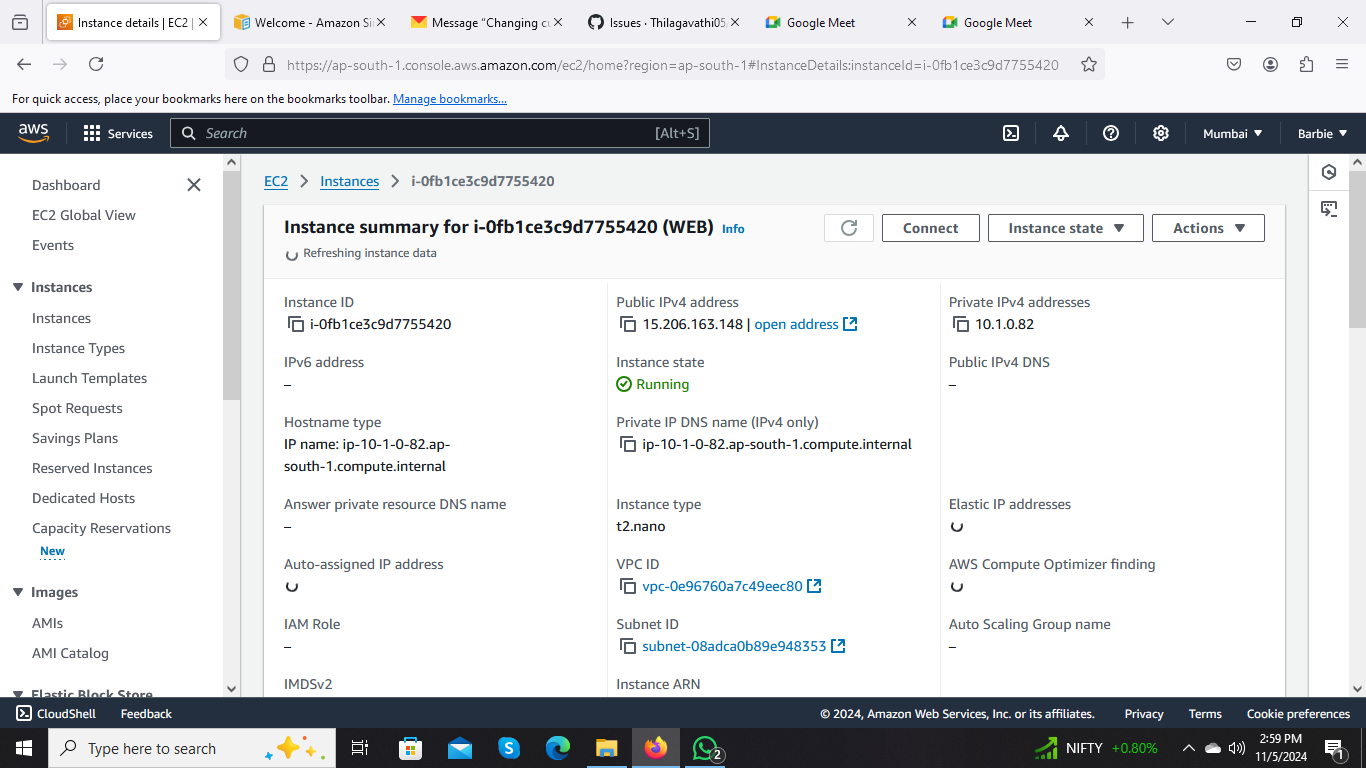 Instance details | EC2 |
Welcome - Amazon Si
Message “Changing cu
Issues · Thilagavathi05
Google Meet
Google Meet
https://ap-south-1.console.aws.amazon.com/ec2/home?region=ap-south-1#InstanceDetails:instanceId=i-0fb1ce3c9d7755420
For quick access, place your bookmarks here on the bookmarks toolbar. Manage bookmarks...
aws
Services
Search
[Alt+S]
Mumbai
Barbie
Dashboard
EC2 Global View
Events
Instances
Instances
Instance Types
Launch Templates
Spot Requests
Savings Plans
Reserved Instances
Dedicated Hosts
Capacity Reservations
New
Images
AMIs
AMI Catalog
Elastic Block Store
EC2
Instances
i-0fb1ce3c9d7755420
Instance summary for i-0fb1ce3c9d7755420 (WEB) Info
Refreshing instance data
Connect
Instance state
Actions
Instance ID
i-0fb1ce3c9d7755420
Public IPv4 address
15.206.163.148 | open address
Private IPv4 addresses
10.1.0.82
IPv6 address
–
Instance state
Running
Public IPv4 DNS
–
Hostname type
IP name: ip-10-1-0-82.ap-
south-1.compute.internal
Private IP DNS name (IPv4 only)
ip-10-1-0-82.ap-south-1.compute.internal
Answer private resource DNS name
–
Instance type
t2.nano
Elastic IP addresses
Auto-assigned IP address
VPC ID
vpc-0e96760a7c49eec80
AWS Compute Optimizer finding
IAM Role
–
Subnet ID
subnet-08adca0b89e948353
Auto Scaling Group name
–
IMDSv2
Instance ARN
CloudShell
Feedback
© 2024, Amazon Web Services, Inc. or its affiliates.
Privacy
Terms
Cookie preferences
Type here to search
2
NIFTY +0.80%
2:59 PM
11/5/2024
1